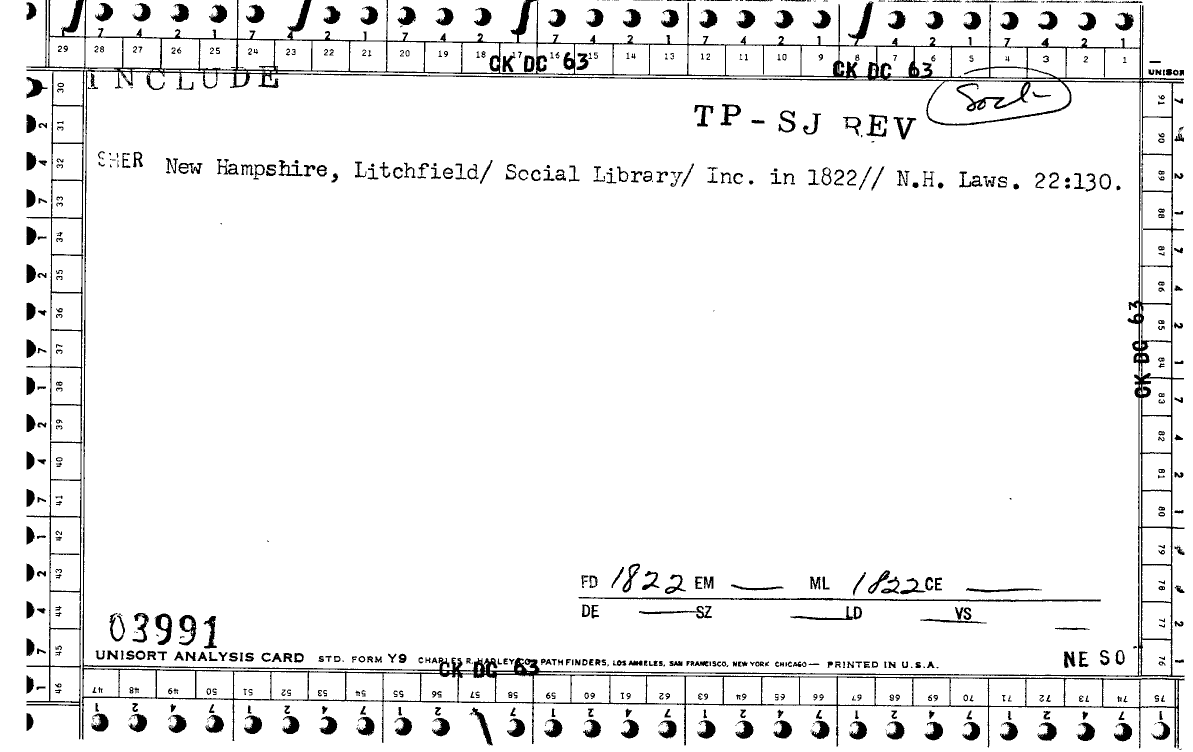 7 4 2 1 7 4 2 1 7 4 2 1 7 4 2 1 7 4 2 1 7 4 2 1 7 4 2 1
29 28 27 26 25 24 23 22 21 20 19 18 17 16 15 14 13 12 11 10 9 8 7 6 5 4 3 2 1
CK DC 63 CK DC 63
UNISOR
INCLUDE
Socl-
TP-SJ REV
SHER New Hampshire, Litchfield/ Social Library/ Inc. in 1822// N.H. Laws. 22:130.
30 31 32 33 34 35 36 37 38 39 40 41 42 43 44 45 46
91 90 89 88 87 86 85 84 83 82 81 80 79 78 77 76
CK DC 63
FD 1822 EM — ML 1822 CE —
DE — SZ — LD — VS —
03991
UNISORT ANALYSIS CARD STD. FORM Y9 CHARLES R. HADLEY CO. PATHFINDERS, LOS ANGELES, SAN FRANCISCO, NEW YORK CHICAGO — PRINTED IN U.S.A.
CK DC 63
NE SO
47 48 49 50 51 52 53 54 55 56 57 58 59 60 61 62 63 64 65 66 67 68 69 70 71 72 73 74 75
1 2 4 7 1 2 4 7 1 2 4 7 1 2 4 7 1 2 4 7 1 2 4 7 1 2 4 7 1